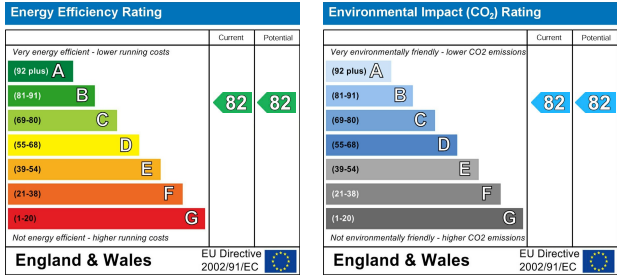 Energy Efficiency Rating
Current Potential
Very energy efficient - lower running costs
(92 plus) A
(81-91) B
82 82
(69-80) C
(55-68) D
(39-54) E
(21-38) F
(1-20) G
Not energy efficient - higher running costs
England & Wales
EU Directive
2002/91/EC
Environmental Impact (CO₂) Rating
Current Potential
Very environmentally friendly - lower CO2 emissions
(92 plus) A
(81-91) B
82 82
(69-80) C
(55-68) D
(39-54) E
(21-38) F
(1-20) G
Not environmentally friendly - higher CO2 emissions
England & Wales
EU Directive
2002/91/EC